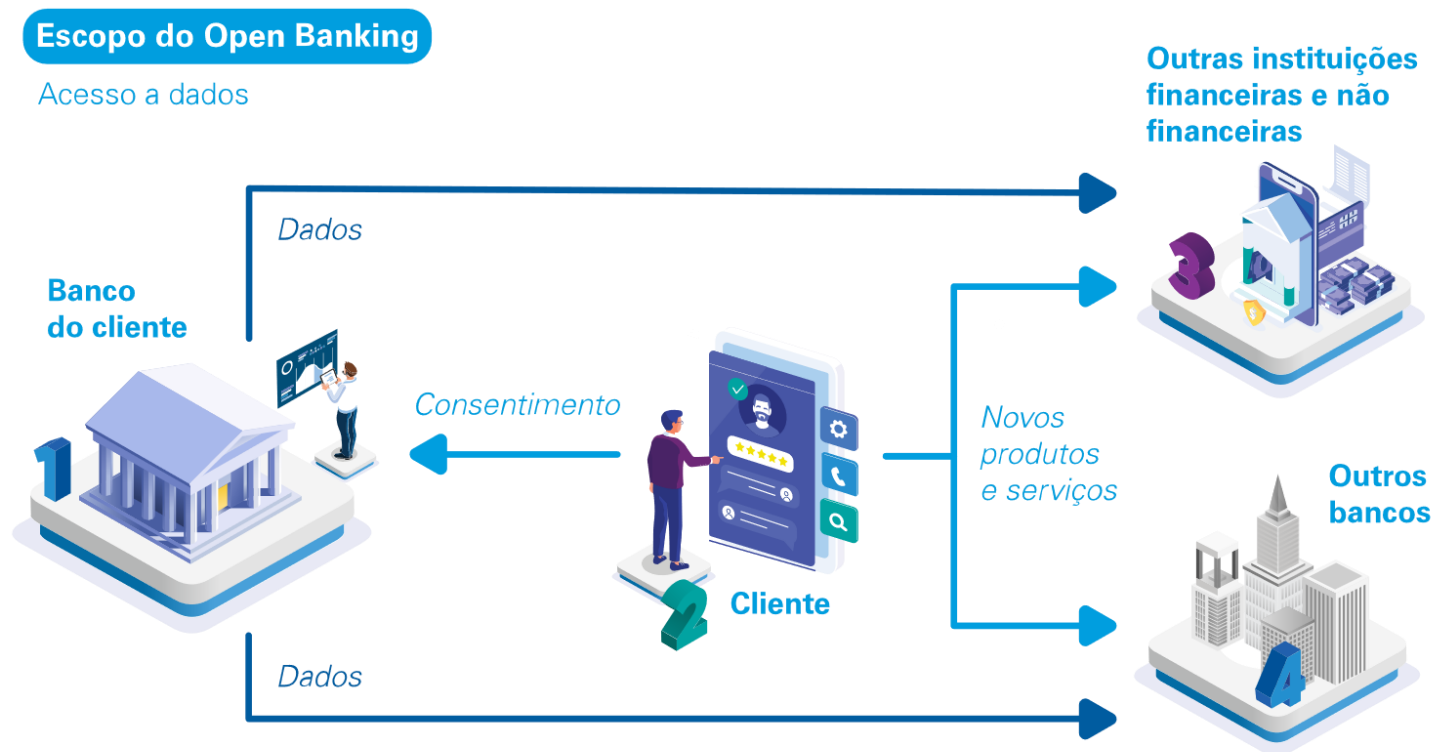 Escopo do Open Banking
Acesso a dados
Outras instituições
financeiras e não
financeiras
Dados
3
Banco
do cliente
1
Consentimento
Novos
produtos
e serviços
Outros
bancos
2
Cliente
4
Dados